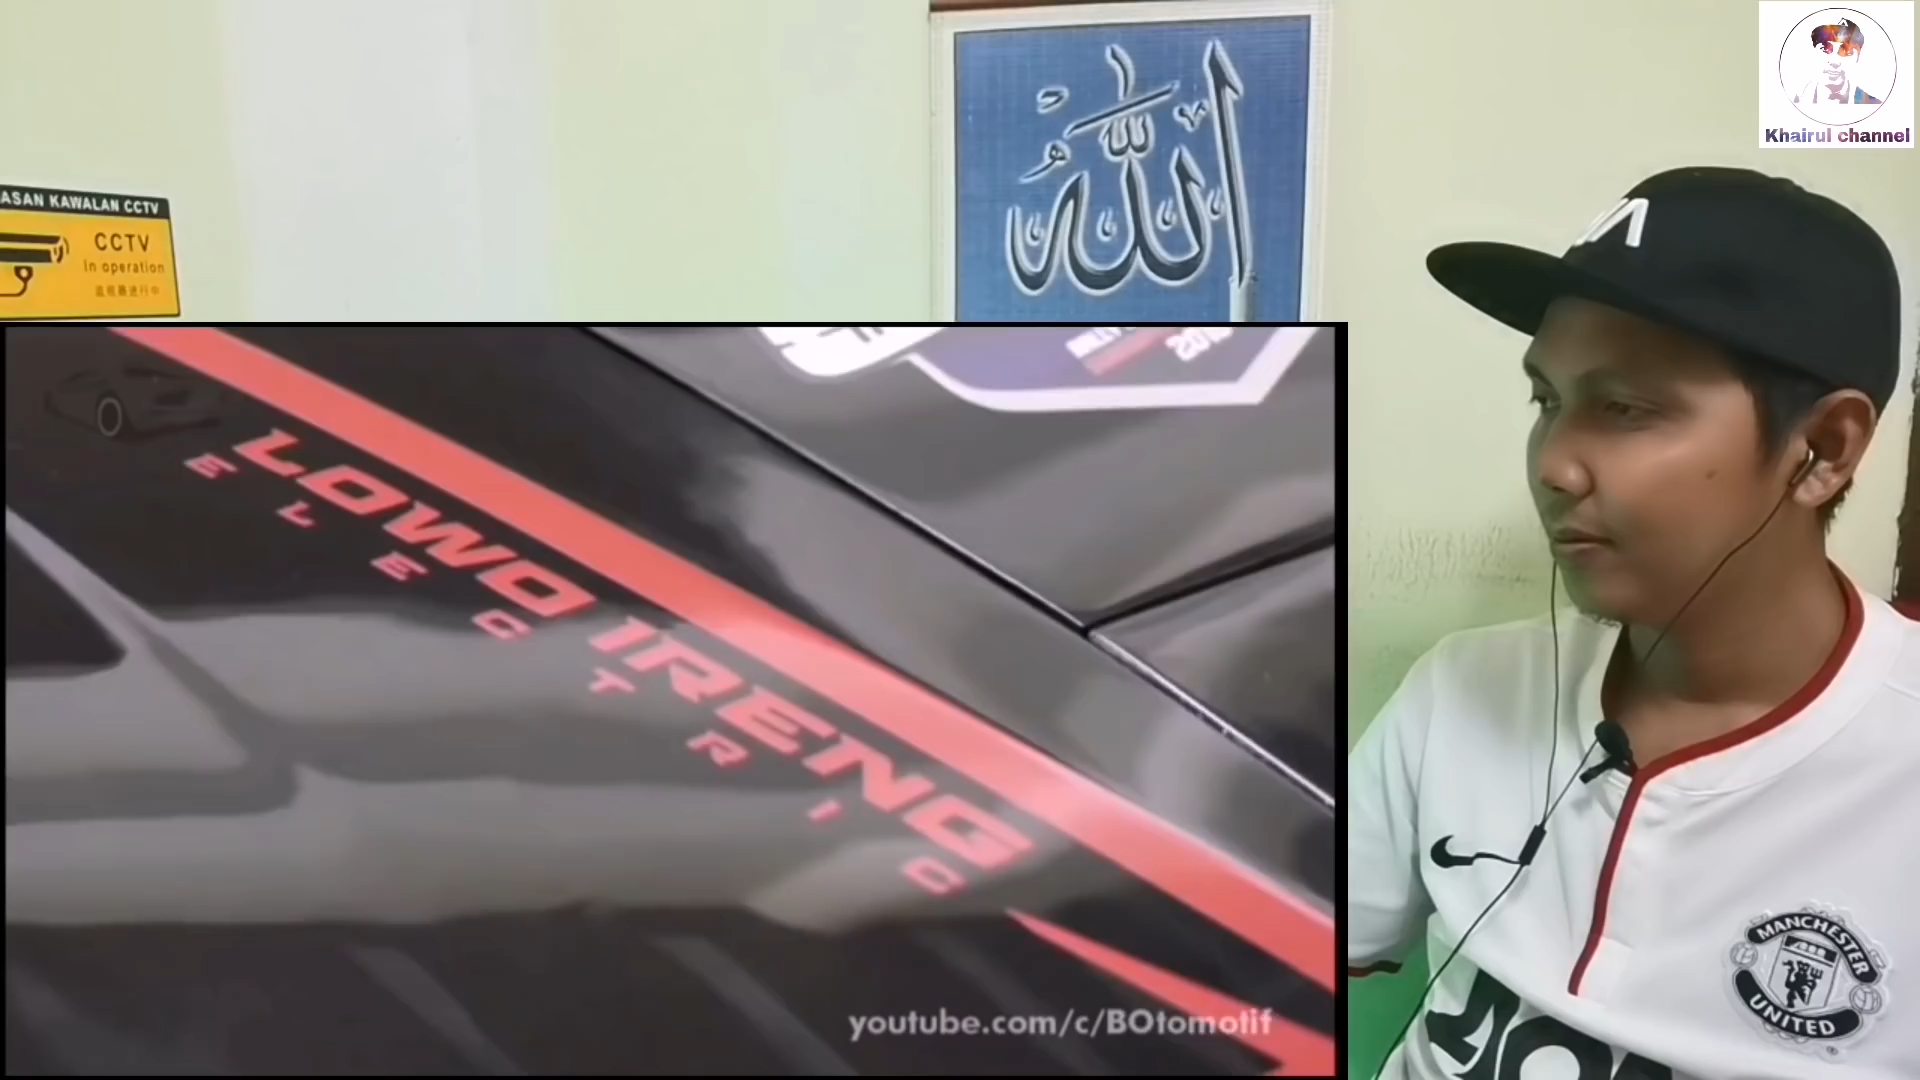 Khairul channel
ASAN KAWALAN CCTV
CCTV
In operation
الله
LOWO IRENG
ELECTRIC
youtube.com/c/BOtomotif
MANCHESTER
UNITED